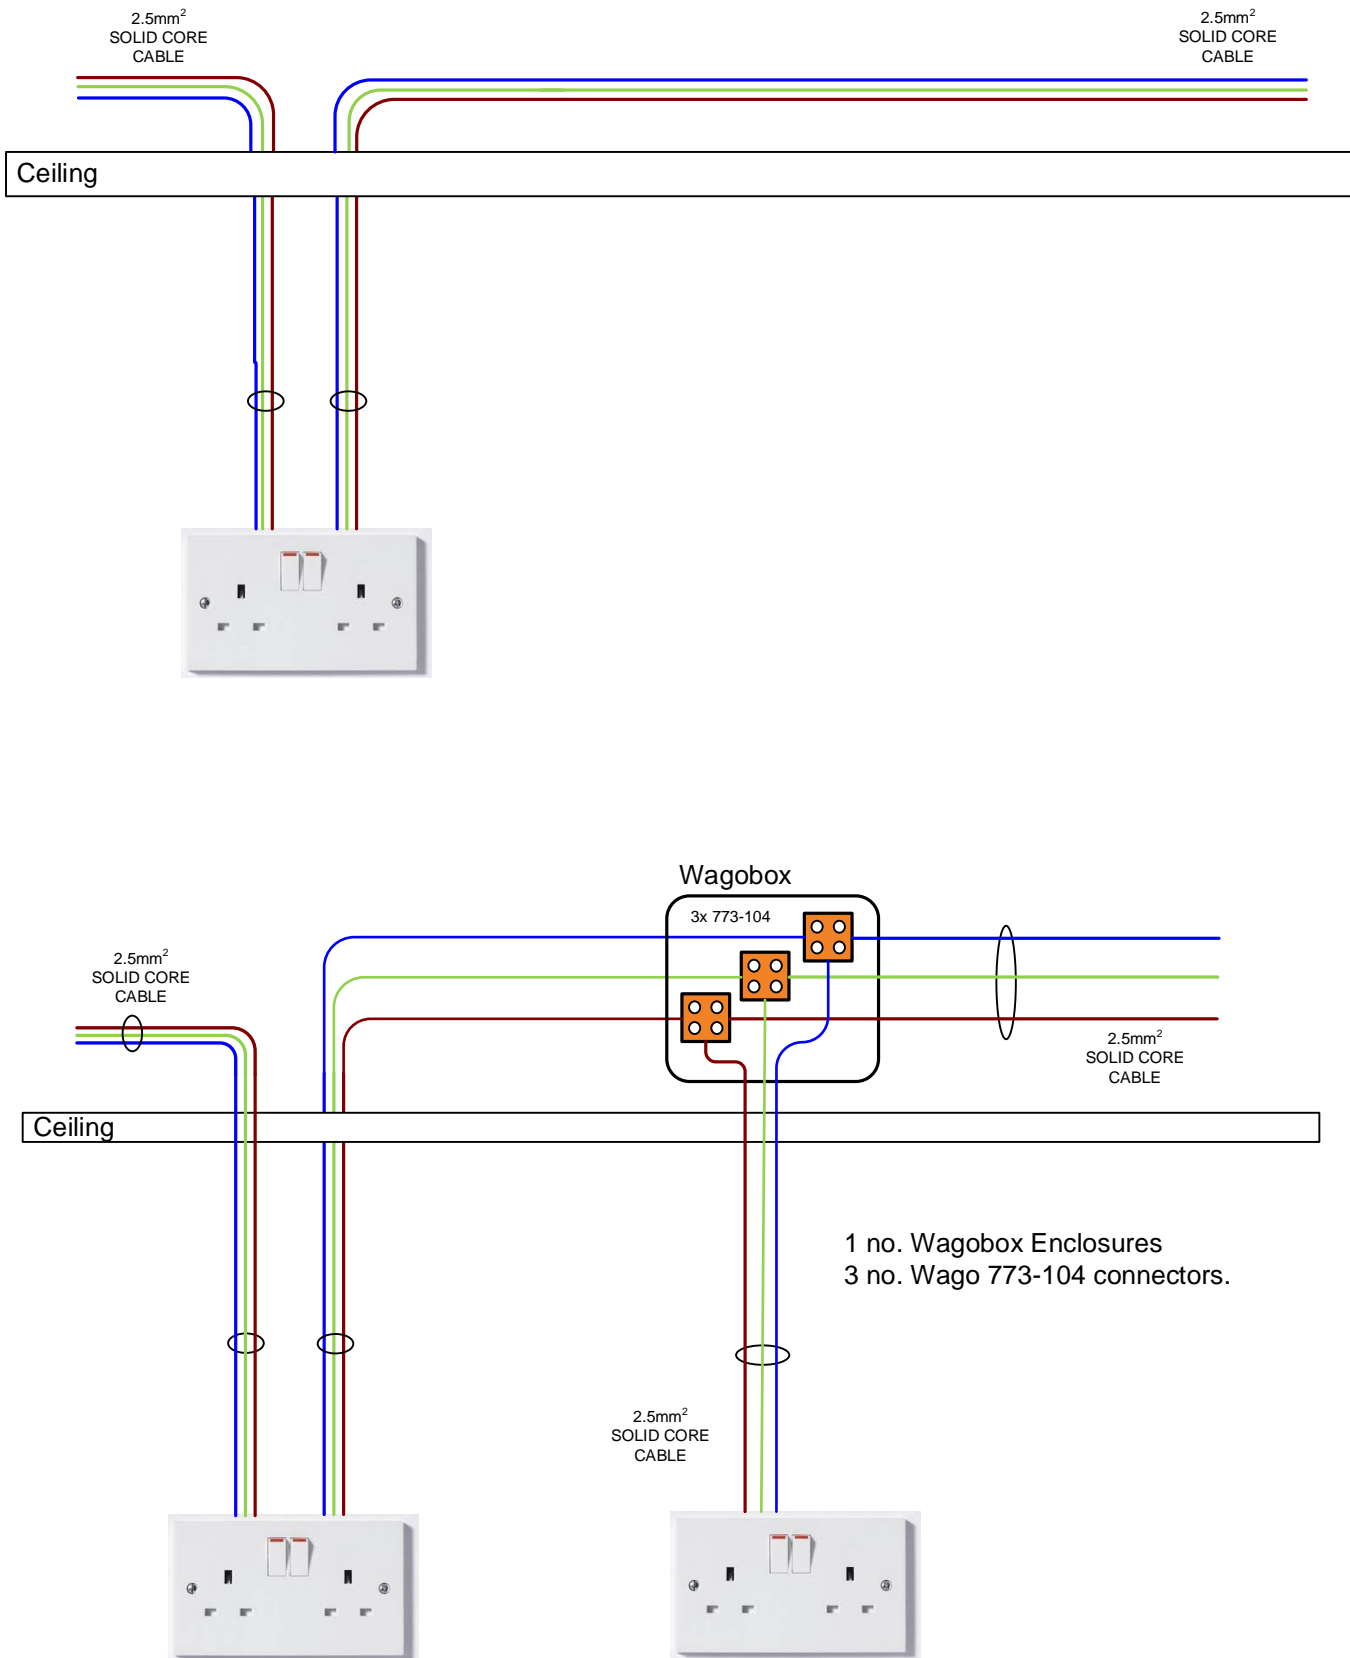 2.5mm²
SOLID CORE
CABLE
2.5mm²
SOLID CORE
CABLE
Ceiling
Wagobox
3x 773-104
2.5mm²
SOLID CORE
CABLE
2.5mm²
SOLID CORE
CABLE
Ceiling
1 no. Wagobox Enclosures
3 no. Wago 773-104 connectors.
2.5mm²
SOLID CORE
CABLE